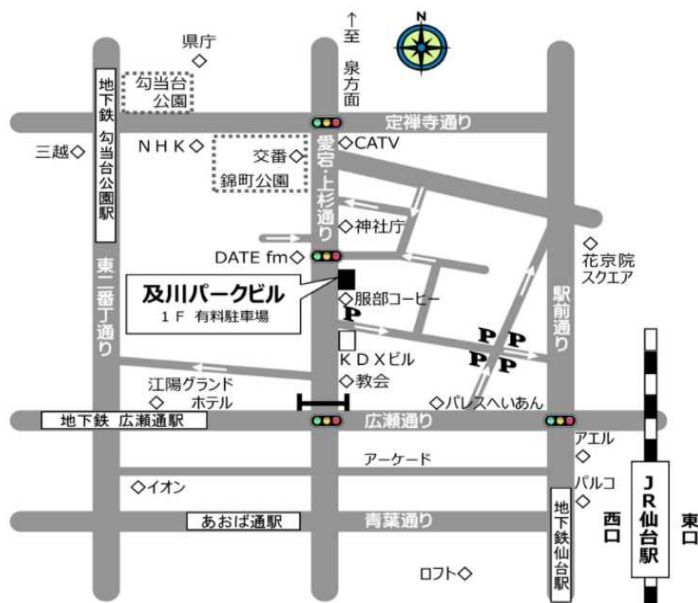 ↑至 泉方面
N
県庁
勾当台
公園
地下鉄 勾当台公園駅
定禅寺通り
三越
NHK
交番
錦町公園
CATV
愛宕・上杉通り
神社庁
DATE fm
花京院
スクエア
及川パークビル
1F 有料駐車場
服部コーヒー
東二番丁通り
駅前通り
P
P P
P P
KDXビル
江陽グランド
ホテル
教会
パレスへいあん
地下鉄 広瀬通駅
広瀬通り
アエル
アーケード
イオン
パルコ
JR仙台駅
西口
東口
あおば通駅
青葉通り
地下鉄仙台駅
ロフト